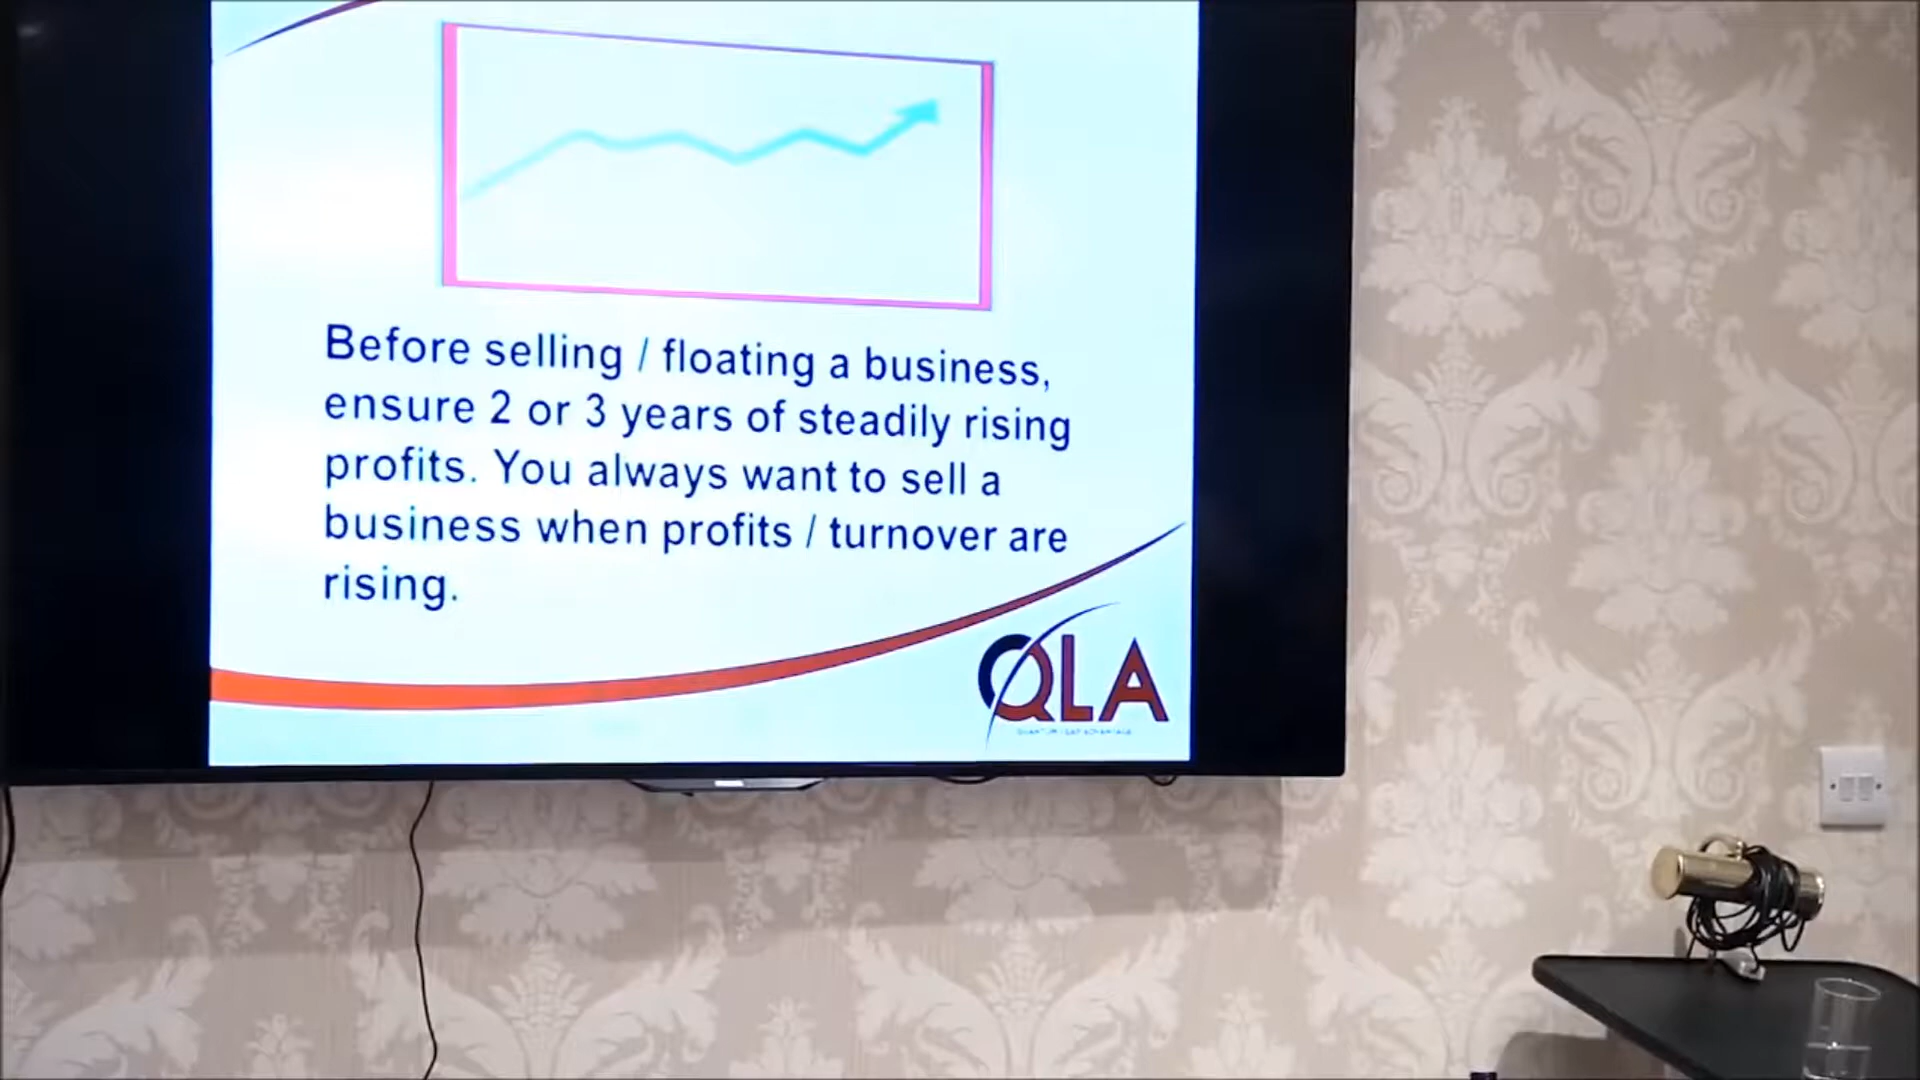 Before selling / floating a business,
ensure 2 or 3 years of steadily rising
profits. You always want to sell a
business when profits / turnover are
rising.
QLA